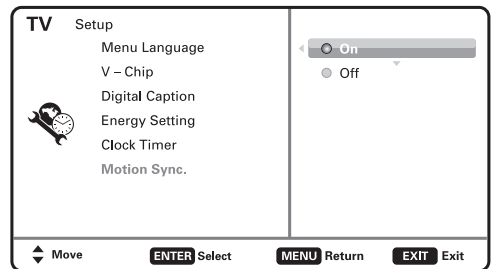 TV Setup
Menu Language
V – Chip
Digital Caption
Energy Setting
Clock Timer
Motion Sync.
On
Off
Move ENTER Select MENU Return EXIT Exit